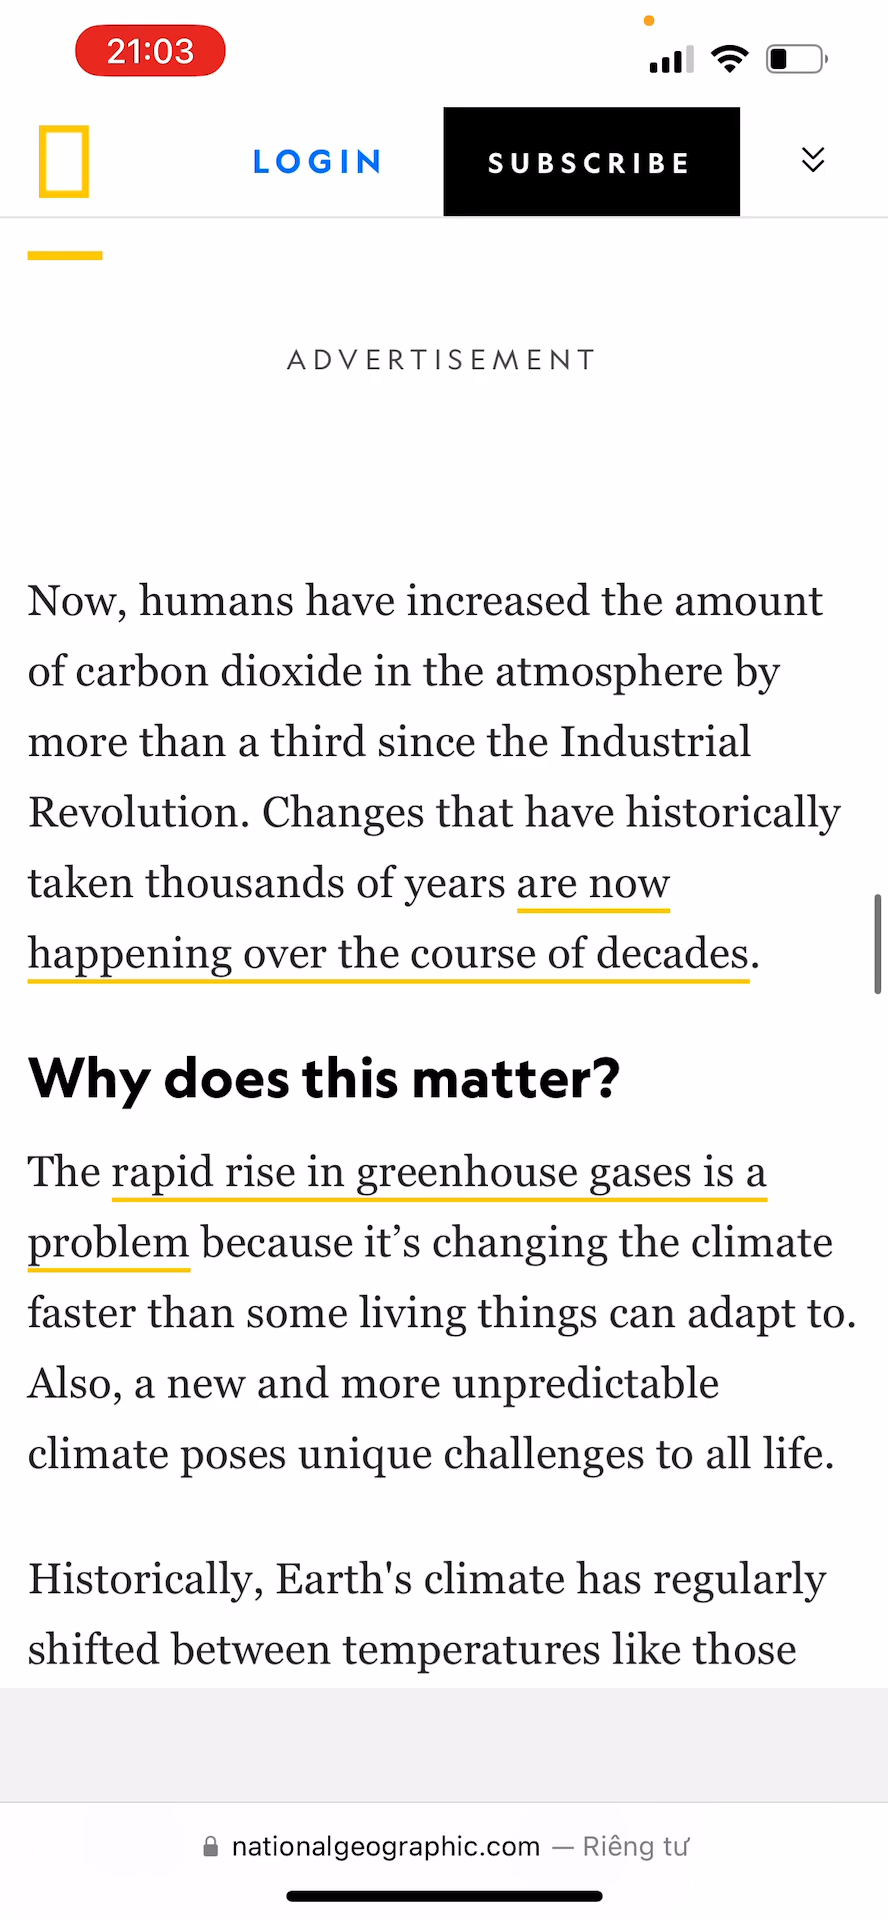 21:03
LOGIN
SUBSCRIBE
ADVERTISEMENT
Now, humans have increased the amount
of carbon dioxide in the atmosphere by
more than a third since the Industrial
Revolution. Changes that have historically
taken thousands of years are now
happening over the course of decades.
Why does this matter?
The rapid rise in greenhouse gases is a
problem because it’s changing the climate
faster than some living things can adapt to.
Also, a new and more unpredictable
climate poses unique challenges to all life.
Historically, Earth's climate has regularly
shifted between temperatures like those
nationalgeographic.com — Riêng tư